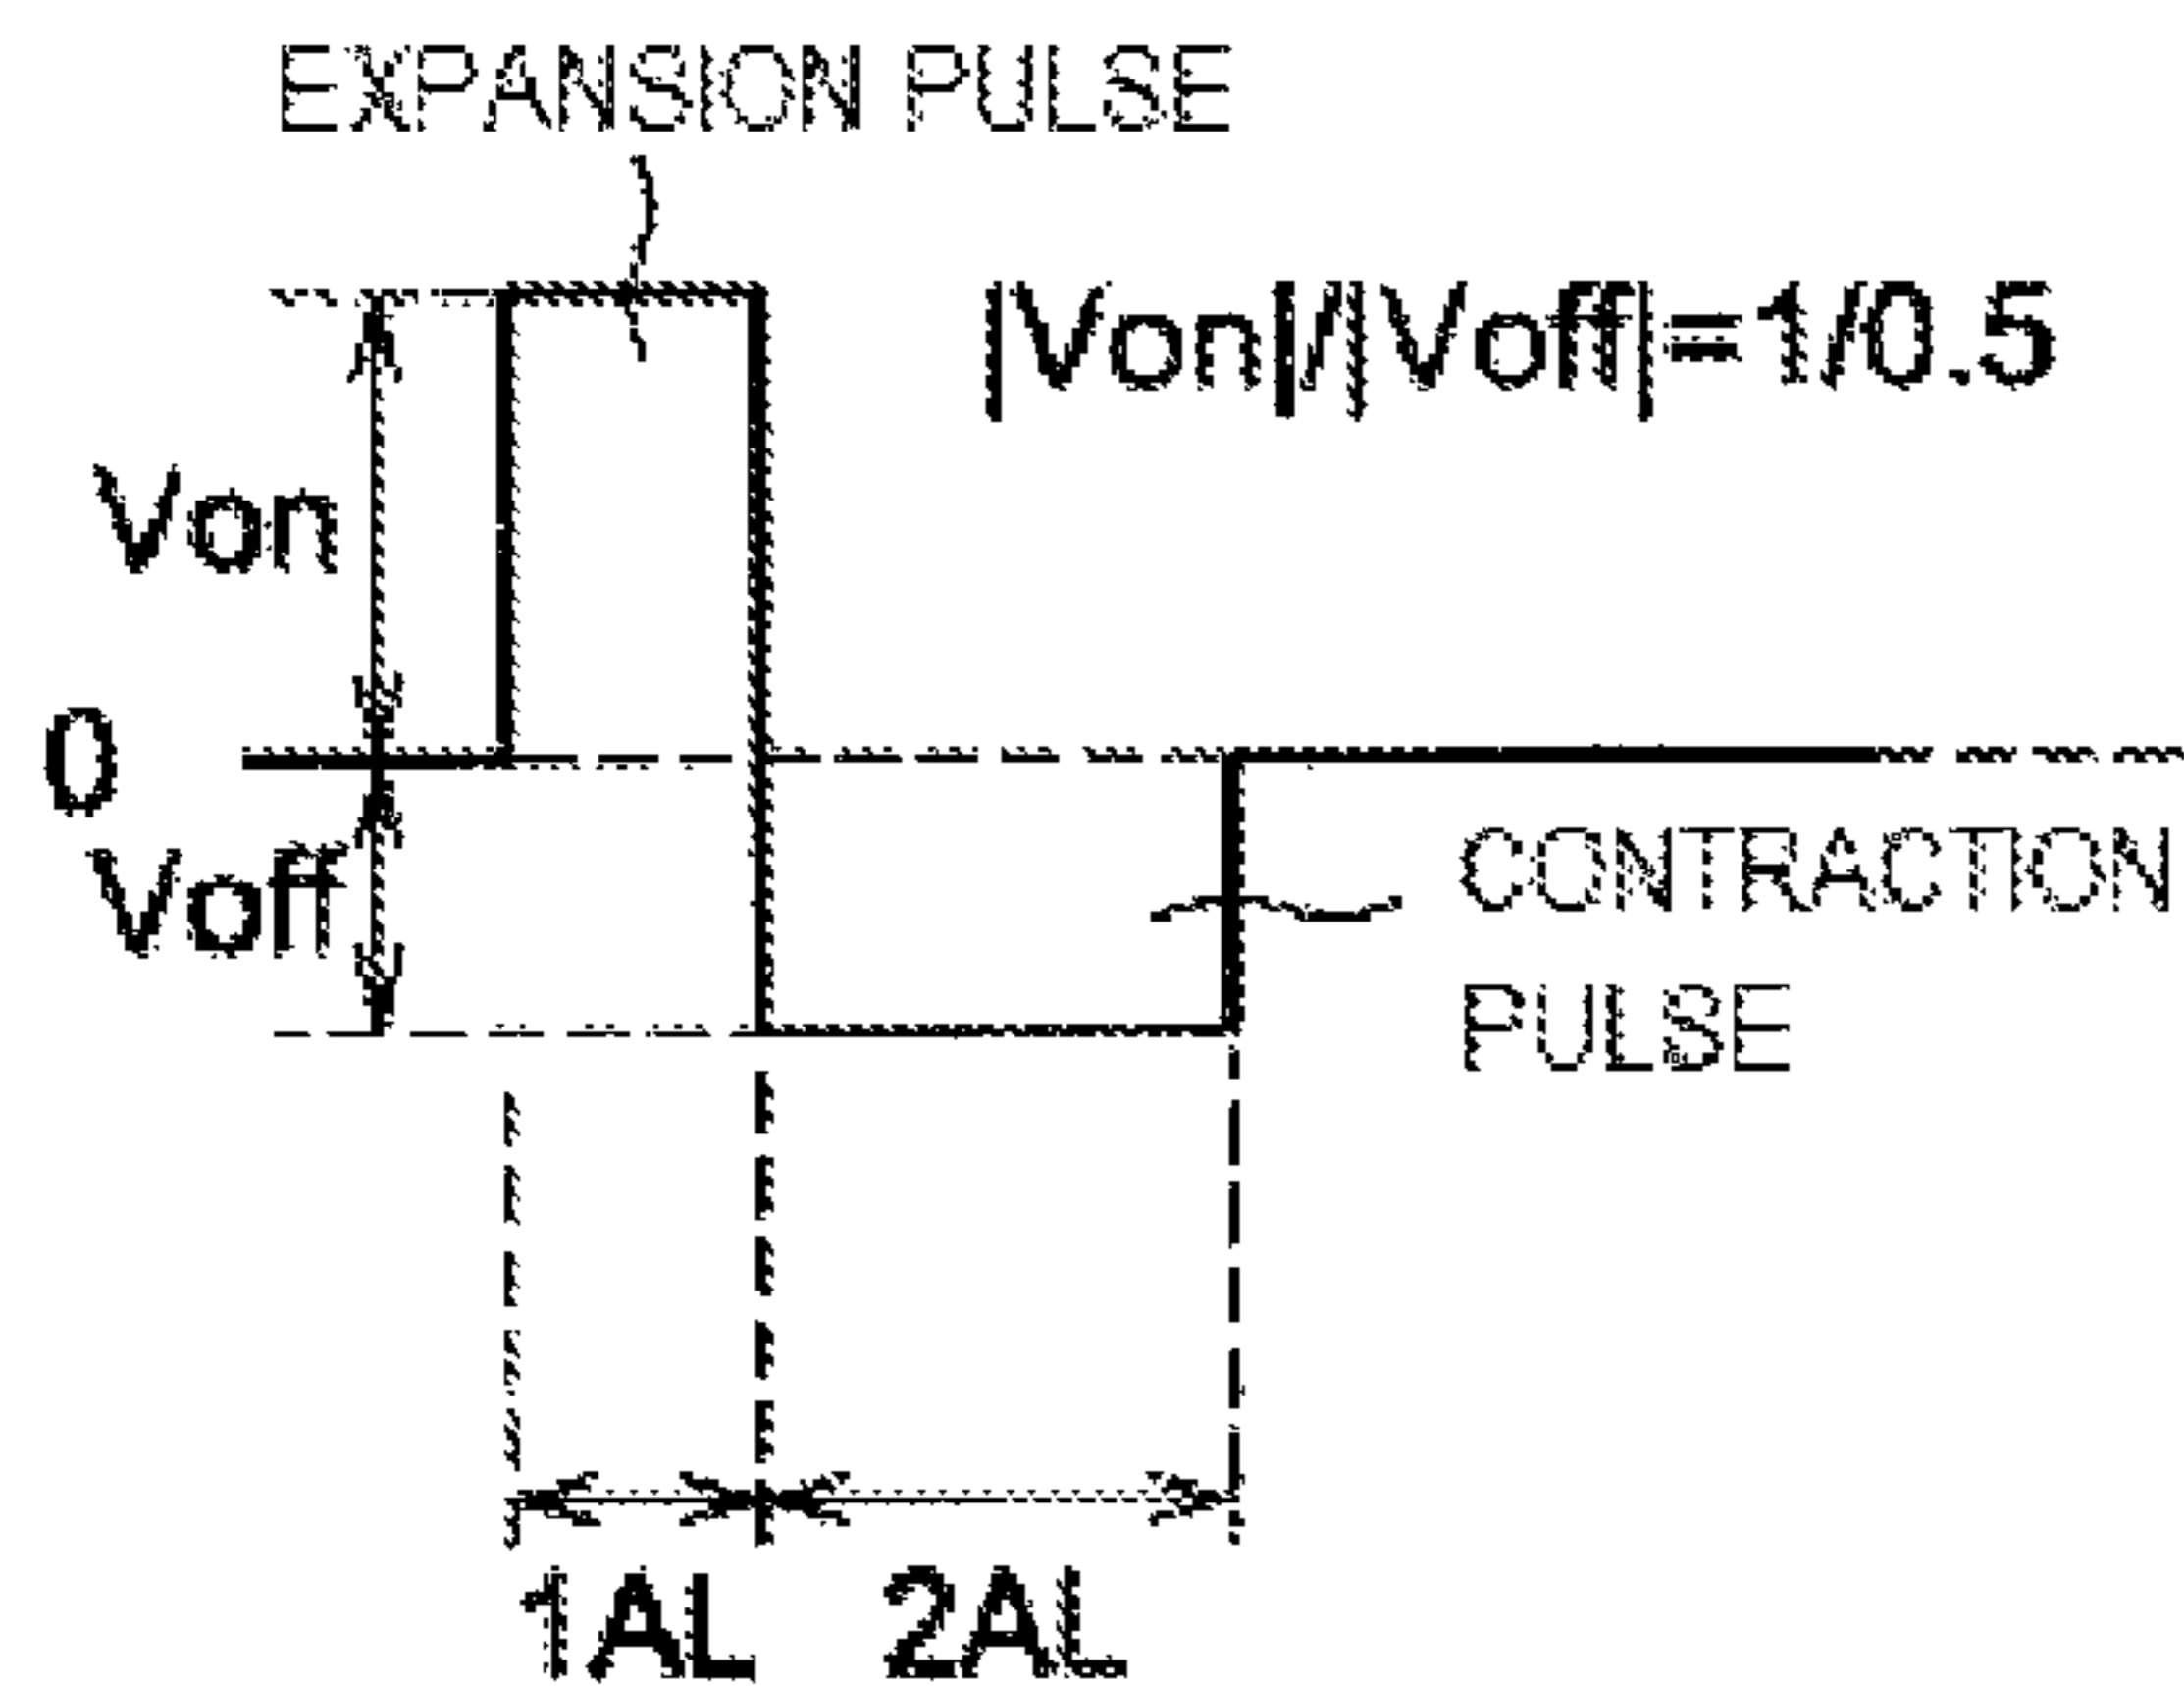 EXPANSION PULSE
|Von|/|Voff|=1/0.5
Von
0
Voff
CONTRACTION
PULSE
1AL
2AL